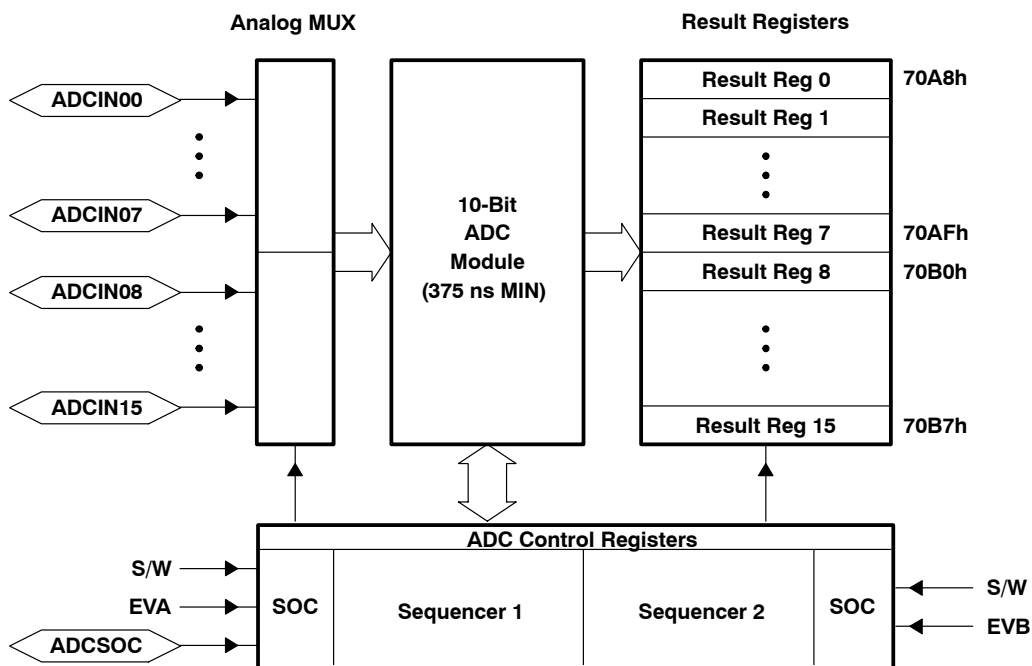 Analog MUX
Result Registers
ADCIN00
ADCIN07
ADCIN08
ADCIN15
10-Bit
ADC
Module
(375 ns MIN)
Result Reg 0
70A8h
Result Reg 1
Result Reg 7
70AFh
Result Reg 8
70B0h
Result Reg 15
70B7h
ADC Control Registers
S/W
EVA
ADCSOC
SOC
Sequencer 1
Sequencer 2
SOC
S/W
EVB